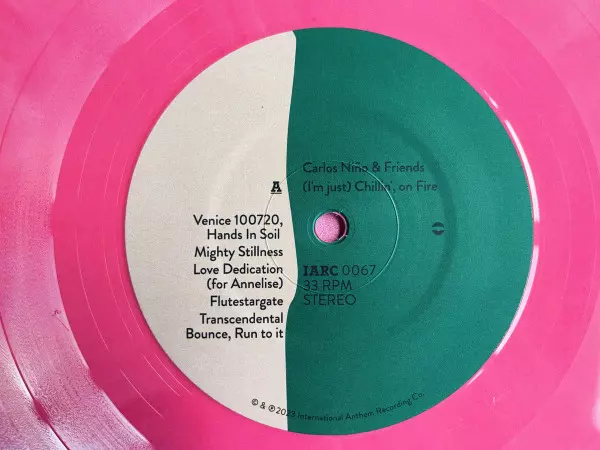 Carlos Niño & Friends
(I'm just) Chillin', on Fire
A
Venice 100720,
Hands In Soil
Mighty Stillness
Love Dedication
(for Annelise)
Flutestargate
Transcendental
Bounce, Run to it
IARC 0067
33 RPM
STEREO
© & ℗ 2023 International Anthem Recording Co.